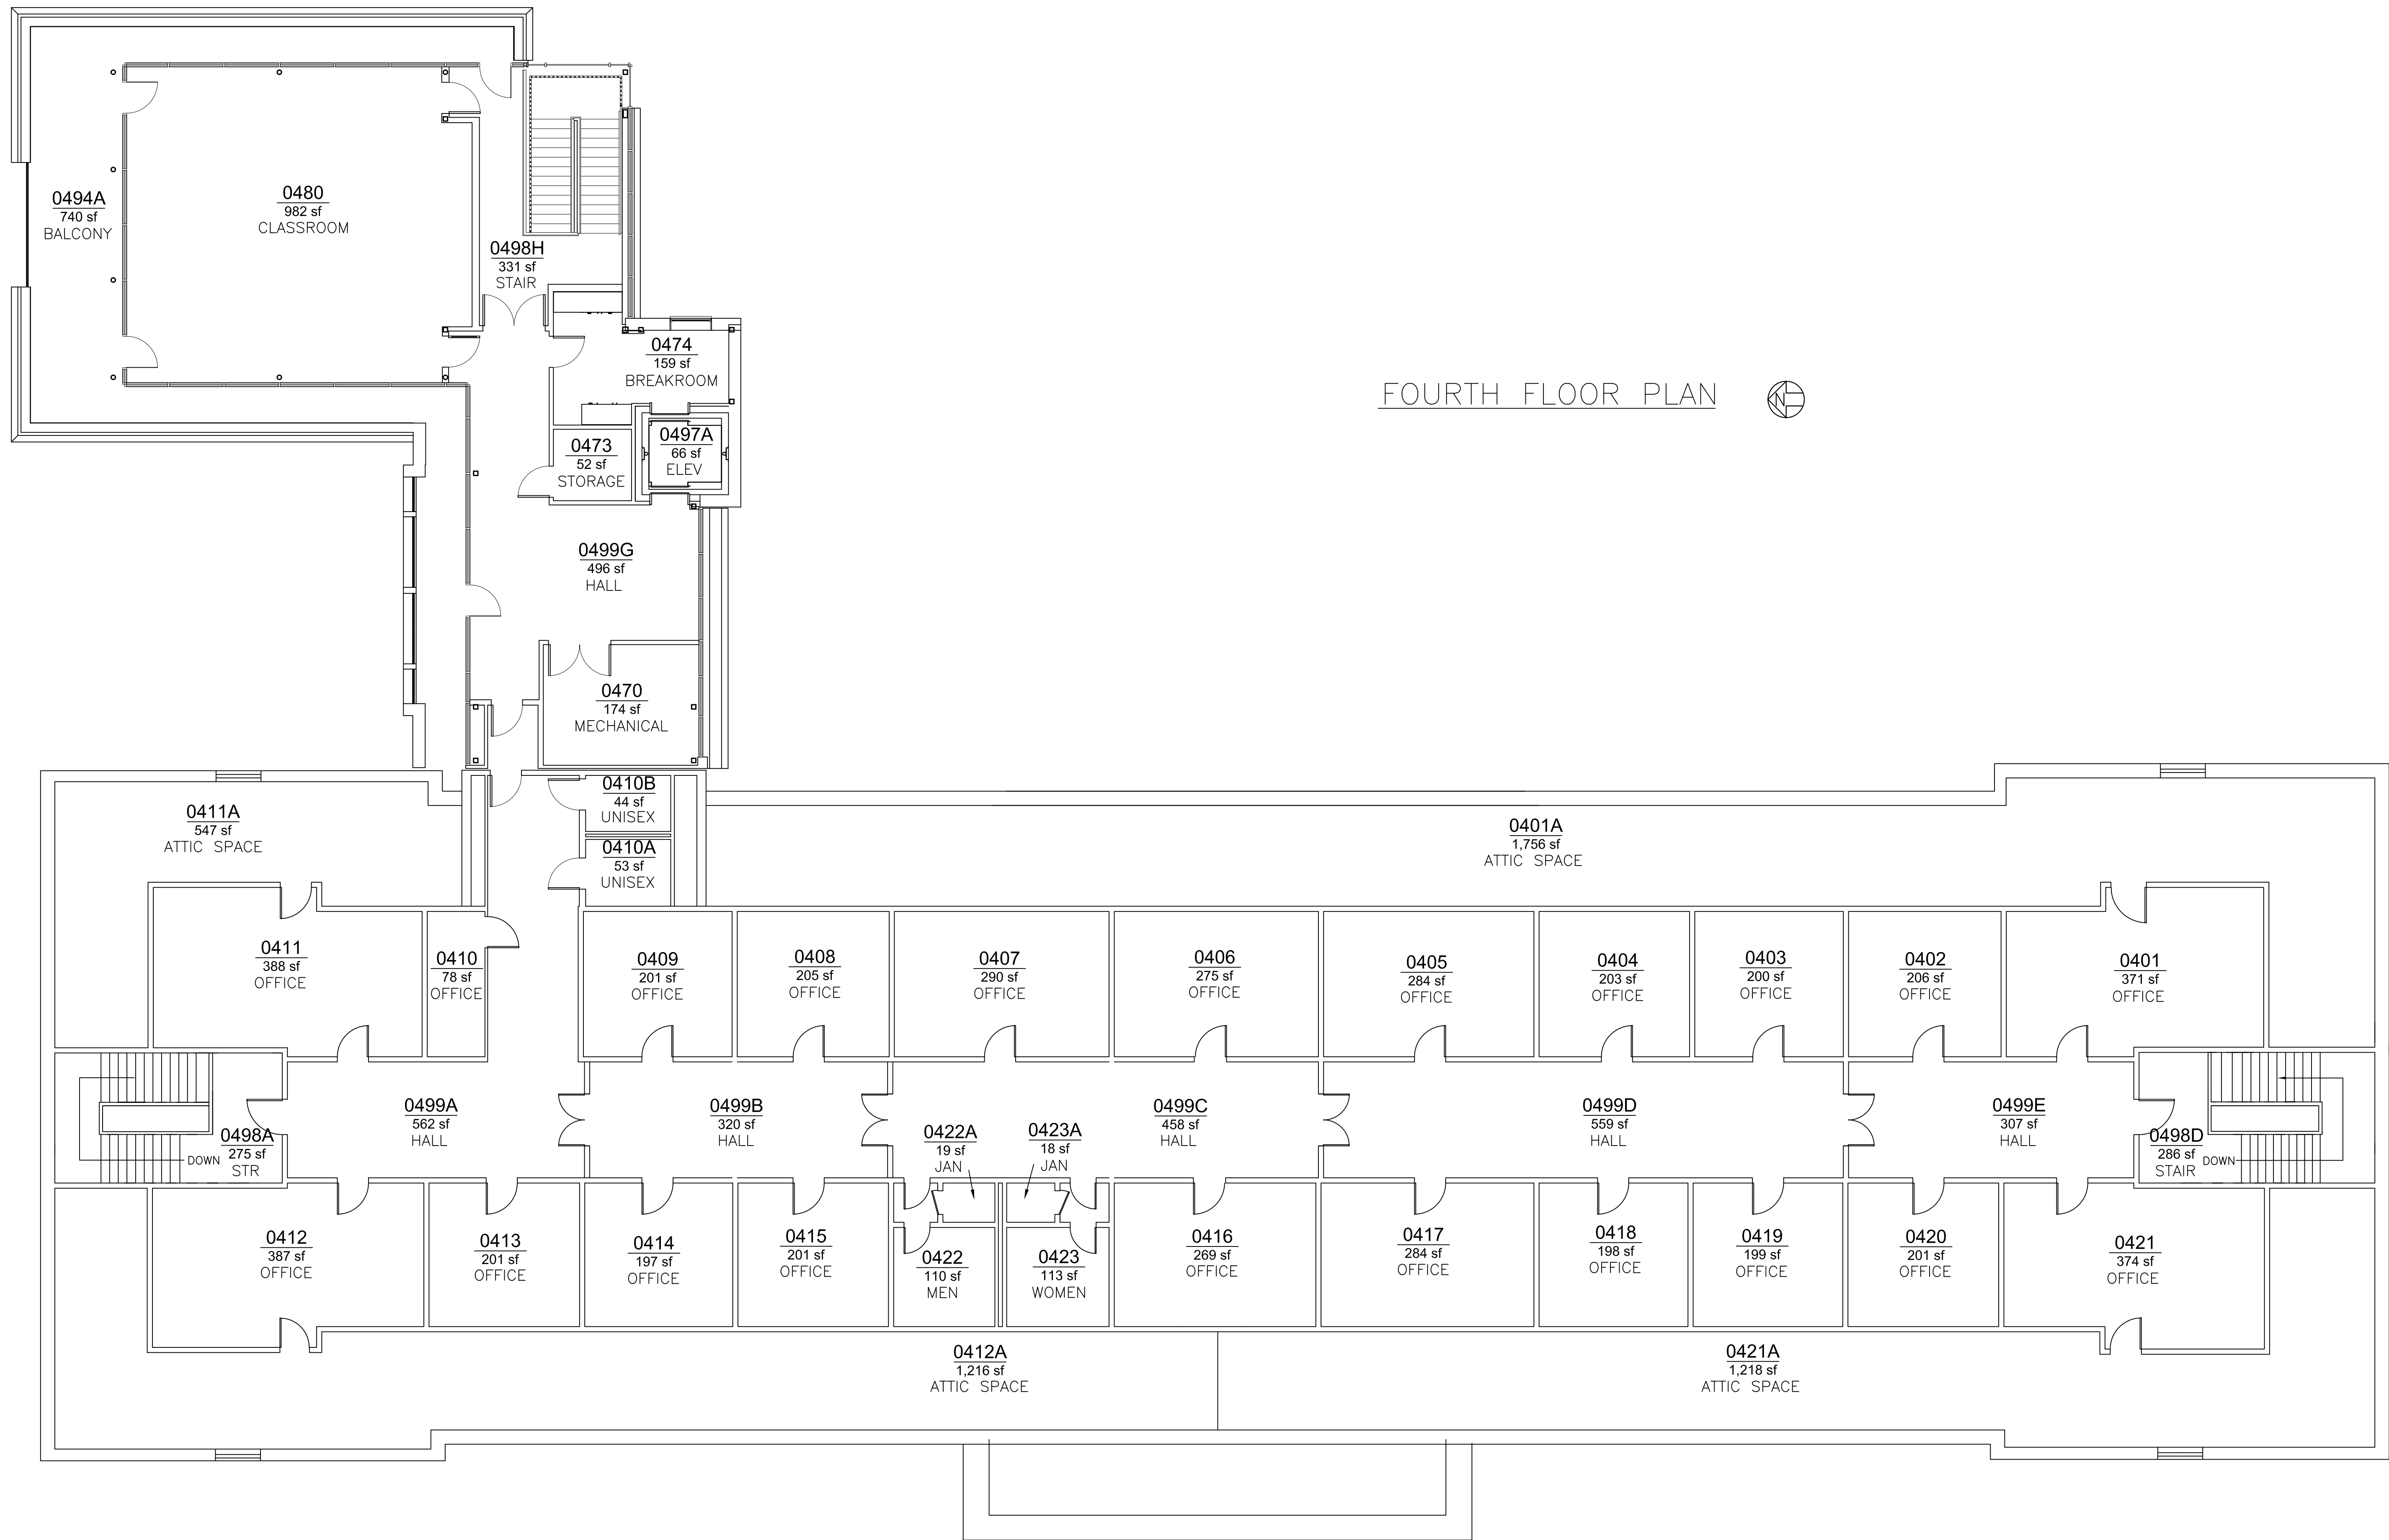 0494A
740 sf
BALCONY
0480
982 sf
CLASSROOM
0498H
331 sf
STAIR
0474
159 sf
BREAKROOM
FOURTH FLOOR PLAN
N
0473
52 sf
STORAGE
0497A
66 sf
ELEV
0499G
496 sf
HALL
0470
174 sf
MECHANICAL
0410B
44 sf
UNISEX
0411A
547 sf
ATTIC SPACE
0410A
53 sf
UNISEX
0401A
1,756 sf
ATTIC SPACE
0411
388 sf
OFFICE
0410
78 sf
OFFICE
0409
201 sf
OFFICE
0408
205 sf
OFFICE
0407
290 sf
OFFICE
0406
275 sf
OFFICE
0405
284 sf
OFFICE
0404
203 sf
OFFICE
0403
200 sf
OFFICE
0402
206 sf
OFFICE
0401
371 sf
OFFICE
0498A
275 sf
STR
DOWN
0499A
562 sf
HALL
0499B
320 sf
HALL
0422A
19 sf
JAN
0423A
18 sf
JAN
0499C
458 sf
HALL
0499D
559 sf
HALL
0499E
307 sf
HALL
0498D
286 sf
STAIR
DOWN
0412
387 sf
OFFICE
0413
201 sf
OFFICE
0414
197 sf
OFFICE
0415
201 sf
OFFICE
0422
110 sf
MEN
0423
113 sf
WOMEN
0416
269 sf
OFFICE
0417
284 sf
OFFICE
0418
198 sf
OFFICE
0419
199 sf
OFFICE
0420
201 sf
OFFICE
0421
374 sf
OFFICE
0412A
1,216 sf
ATTIC SPACE
0421A
1,218 sf
ATTIC SPACE